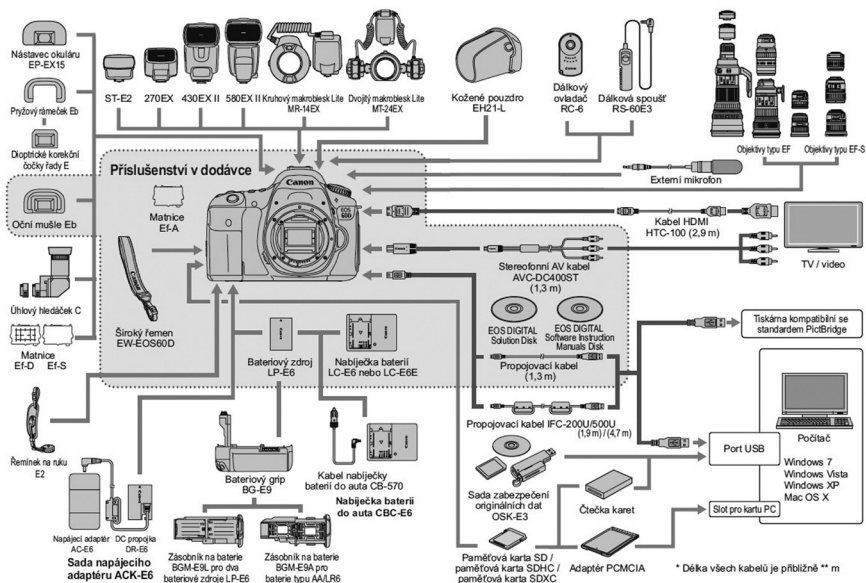 Nástavec okuláru
EP-EX15
Pryžový rámeček Eb
Dioptrické korekční
čočky řady E
Oční mušle Eb
Úhlový hledáček C
Matnice
Ef-D Ef-S
Řemínek na ruku
E2
ST-E2
270EX
430EX II
580EX II
Kruhový makroblesk Lite
MR-14EX
Dvojitý makroblesk Lite
MT-24EX
Kožené pouzdro
EH21-L
Dálkový
ovladač
RC-6
Dálková spoušť
RS-60E3
Objektivy typu EF
Objektivy typu EF-S
Příslušenství v dodávce
Matnice
Ef-A
Canon
EOS
60D
Canon
Široký řemen
EW-EOS60D
Externí mikrofon
Kabel HDMI
HTC-100 (2,9 m)
TV / video
Stereofonní AV kabel
AVC-DC400ST
(1,3 m)
EOS DIGITAL
Solution Disk
EOS DIGITAL
Software Instruction
Manuals Disk
Bateriový zdroj
LP-E6
Nabíječka baterií
LC-E6 nebo LC-E6E
Propojovací kabel
(1,3 m)
Propojovací kabel IFC-200U/500U
(1,9 m) / (4,7 m)
Tiskárna kompatibilní se
standardem PictBridge
Port USB
Počítač
Windows 7
Windows Vista
Windows XP
Mac OS X
Slot pro kartu PC
Napájecí adaptér
AC-E6
DC propojka
DR-E6
Sada napájecího
adaptéru ACK-E6
Bateriový grip
BG-E9
Zásobník na baterie
BGM-E9L pro dva
bateriové zdroje LP-E6
Zásobník na baterie
BGM-E9A pro
baterie typu AA/LR6
Kabel nabíječky
baterií do auta CB-570
Nabíječka baterií
do auta CBC-E6
Sada zabezpečení
originálních dat
OSK-E3
Čtečka karet
Paměťová karta SD /
paměťová karta SDHC /
paměťová karta SDXC
Adaptér PCMCIA
* Délka všech kabelů je přibližně ** m